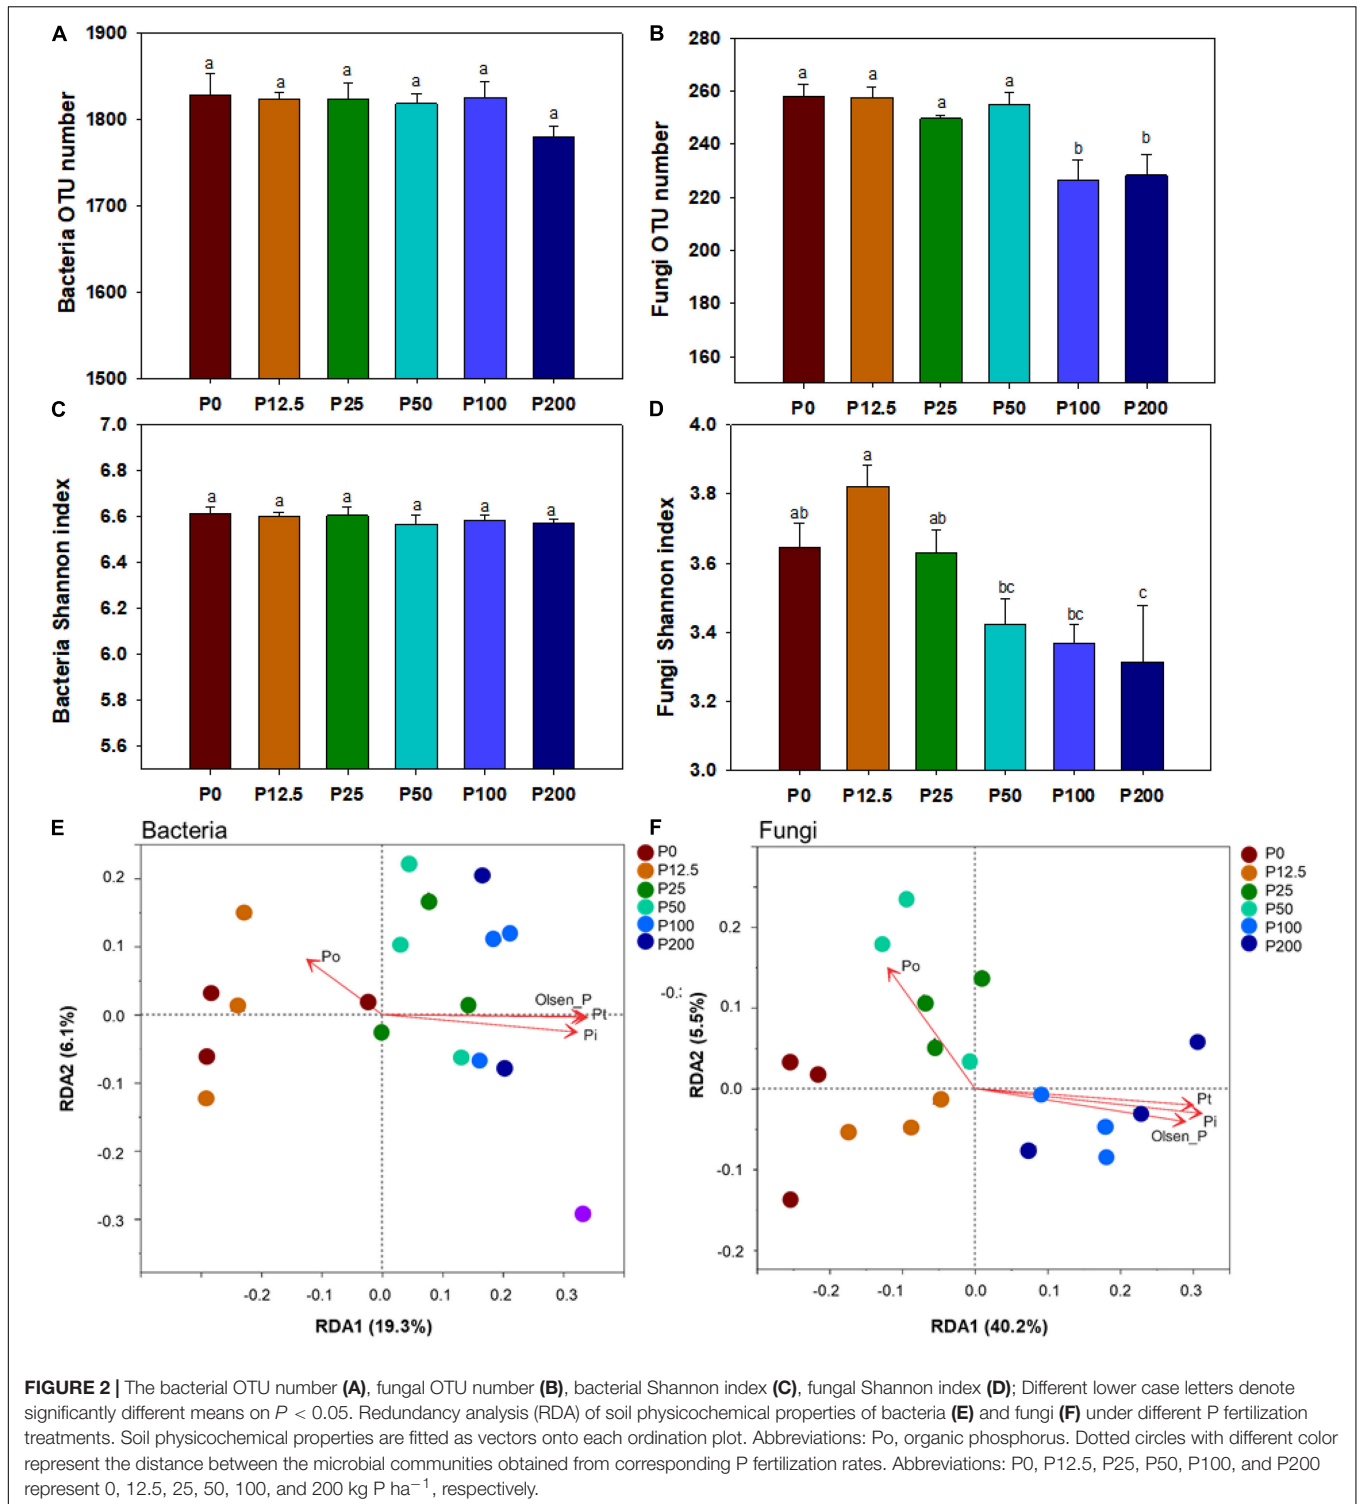 A
1900
1800
1700
1600
1500
Bacteria OTU number
a a a a a a
P0 P12.5 P25 P50 P100 P200
B
280
260
240
220
200
180
160
Fungi OTU number
a a a a b b
P0 P12.5 P25 P50 P100 P200
C
7.0
6.8
6.6
6.4
6.2
6.0
5.8
5.6
Bacteria Shannon index
a a a a a a
P0 P12.5 P25 P50 P100 P200
D
4.0
3.8
3.6
3.4
3.2
3.0
Fungi Shannon index
ab a ab bc bc c
P0 P12.5 P25 P50 P100 P200
E
Bacteria
0.2
0.1
0.0
-0.1
-0.2
-0.3
RDA2 (6.1%)
Po
Olsen_P
Pt
Pi
-0.2 -0.1 0.0 0.1 0.2 0.3
RDA1 (19.3%)
P0
P12.5
P25
P50
P100
P200
-0.:
F
Fungi
0.2
0.1
0.0
-0.1
-0.2
RDA2 (5.5%)
Po
Pt
Pi
Olsen_P
-0.2 -0.1 0.0 0.1 0.2 0.3
RDA1 (40.2%)
P0
P12.5
P25
P50
P100
P200
FIGURE 2 | The bacterial OTU number (A), fungal OTU number (B), bacterial Shannon index (C), fungal Shannon index (D); Different lower case letters denote
significantly different means on P < 0.05. Redundancy analysis (RDA) of soil physicochemical properties of bacteria (E) and fungi (F) under different P fertilization
treatments. Soil physicochemical properties are fitted as vectors onto each ordination plot. Abbreviations: Po, organic phosphorus. Dotted circles with different color
represent the distance between the microbial communities obtained from corresponding P fertilization rates. Abbreviations: P0, P12.5, P25, P50, P100, and P200
represent 0, 12.5, 25, 50, 100, and 200 kg P ha⁻¹, respectively.